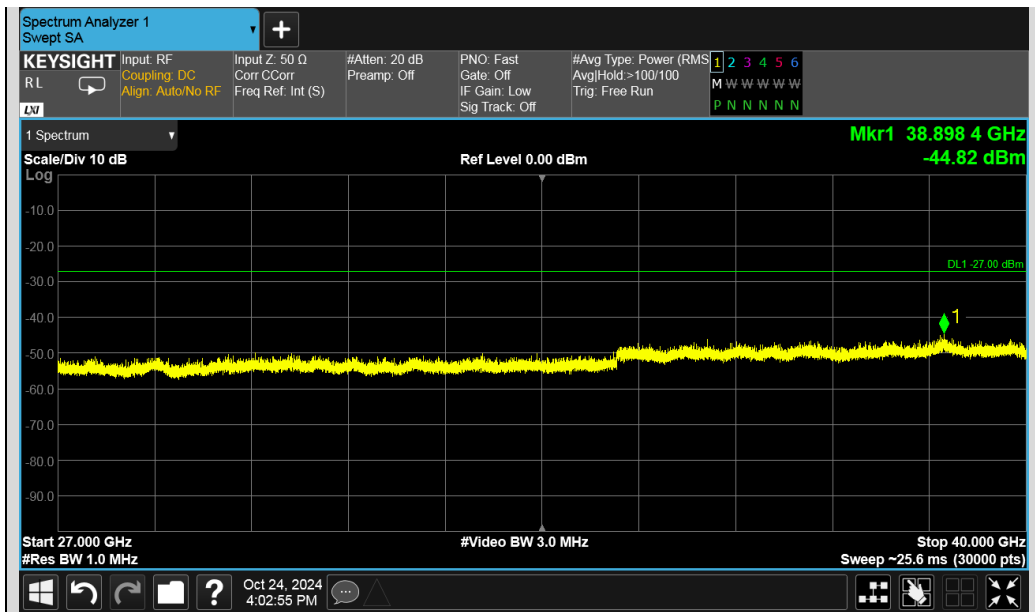 Spectrum Analyzer 1
Swept SA
+
KEYSIGHT
R L
LXI
Input: RF
Coupling: DC
Align: Auto/No RF
Input Z: 50 Ω
Corr CCorr
Freq Ref: Int (S)
#Atten: 20 dB
Preamp: Off
PNO: Fast
Gate: Off
IF Gain: Low
Sig Track: Off
#Avg Type: Power (RMS
Avg|Hold:>100/100
Trig: Free Run
1 2 3 4 5 6
M W W W W W
P N N N N N
1 Spectrum
Mkr1 38.898 4 GHz
Scale/Div 10 dB
Ref Level 0.00 dBm
-44.82 dBm
Log
-10.0
-20.0
DL1 -27.00 dBm
-30.0
-40.0
1
-50.0
-60.0
-70.0
-80.0
-90.0
Start 27.000 GHz
#Video BW 3.0 MHz
Stop 40.000 GHz
#Res BW 1.0 MHz
Sweep ~25.6 ms (30000 pts)
?
Oct 24, 2024
4:02:55 PM